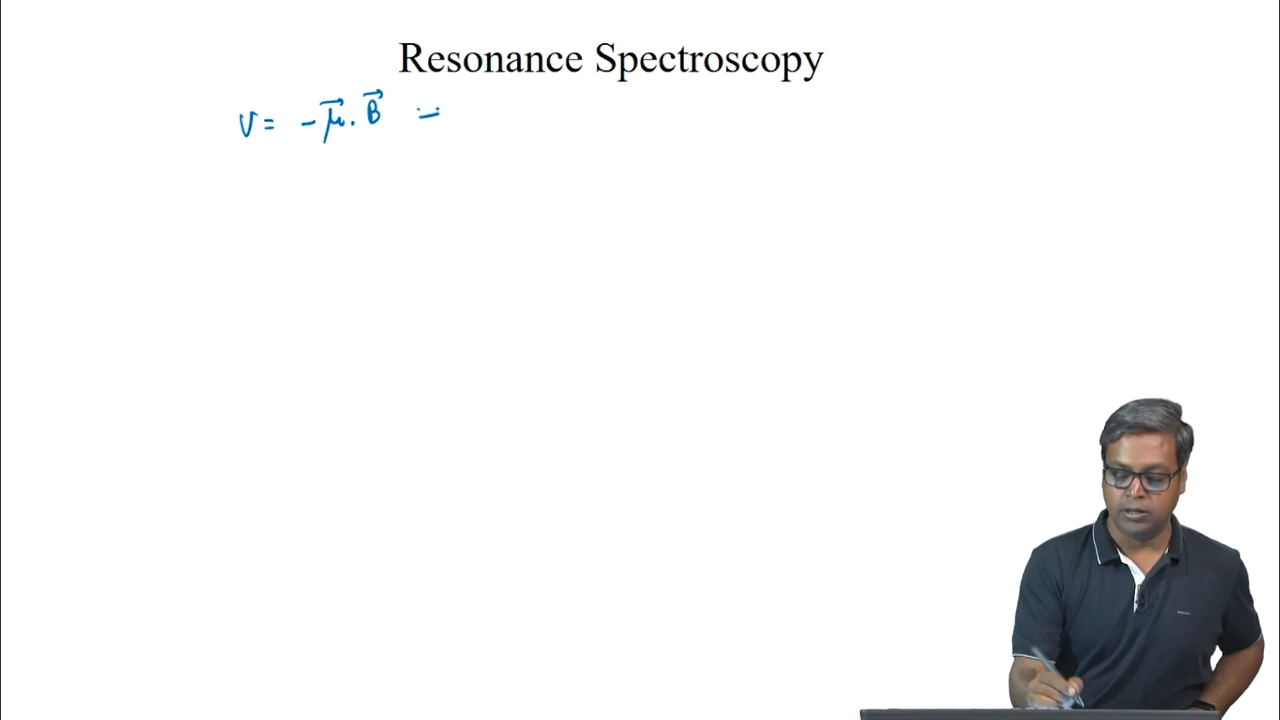 Resonance Spectroscopy
V = -μ⃗ . B⃗ =